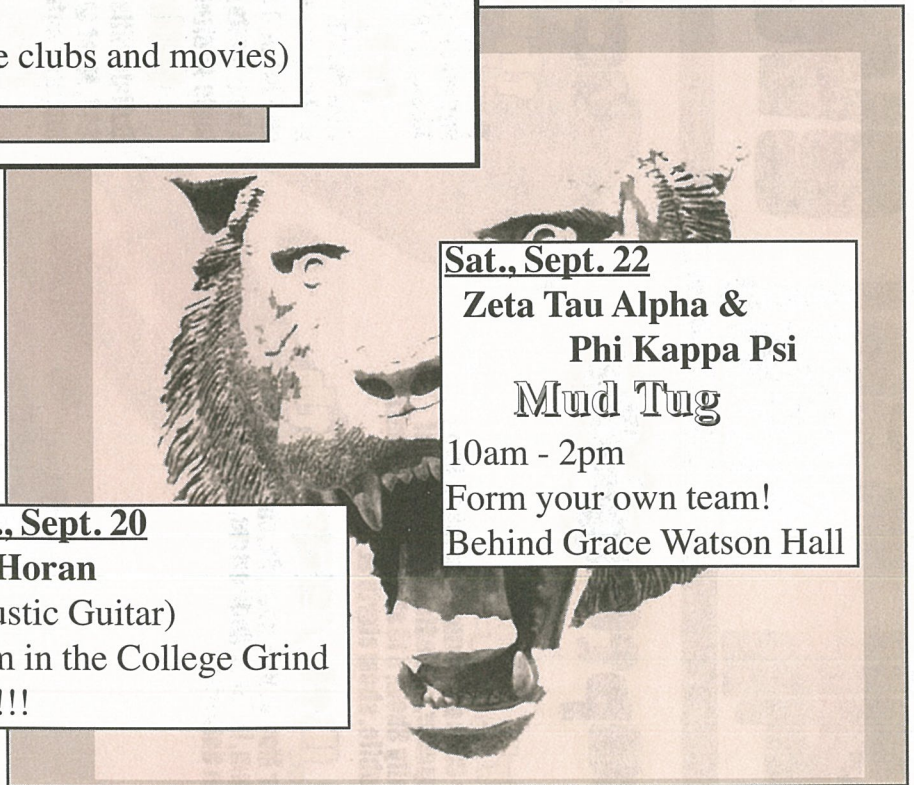 e clubs and movies)
Sat., Sept. 22
Zeta Tau Alpha &
Phi Kappa Psi
Mud Tug
10am - 2pm
Form your own team!
Behind Grace Watson Hall
., Sept. 20
Horan
ustic Guitar)
m in the College Grind
!!!